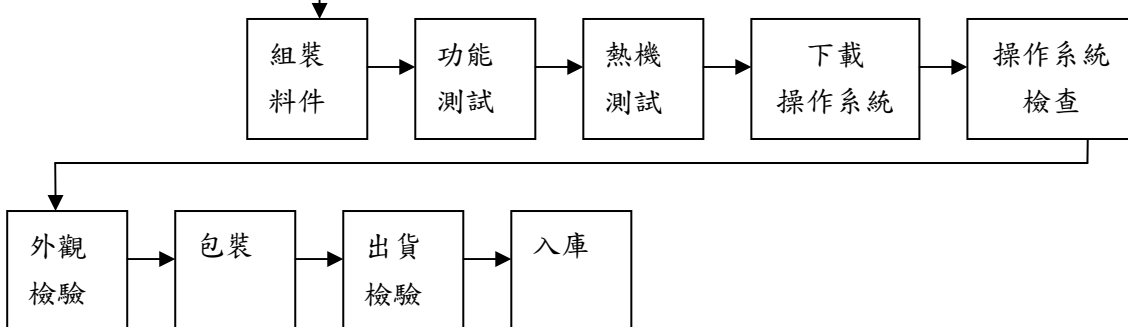 組裝
料件
功能
測試
熱機
測試
下載
操作系統
操作系統
檢查
外觀
檢驗
包裝
出貨
檢驗
入庫